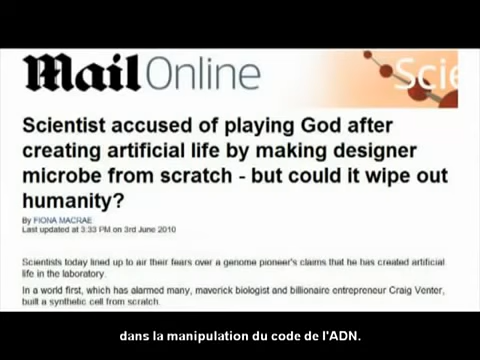 Mail Online
Scie
Scientist accused of playing God after
creating artificial life by making designer
microbe from scratch - but could it wipe out
humanity?
By FIONA MACRAE
Last updated at 3:33 PM on 3rd June 2010
Scientists today lined up to air their fears over a genome pioneer's claims that he has created artificial
life in the laboratory.
In a world first, which has alarmed many, maverick biologist and billionaire entrepreneur Craig Venter,
built a synthetic cell from scratch.
dans la manipulation du code de l'ADN.